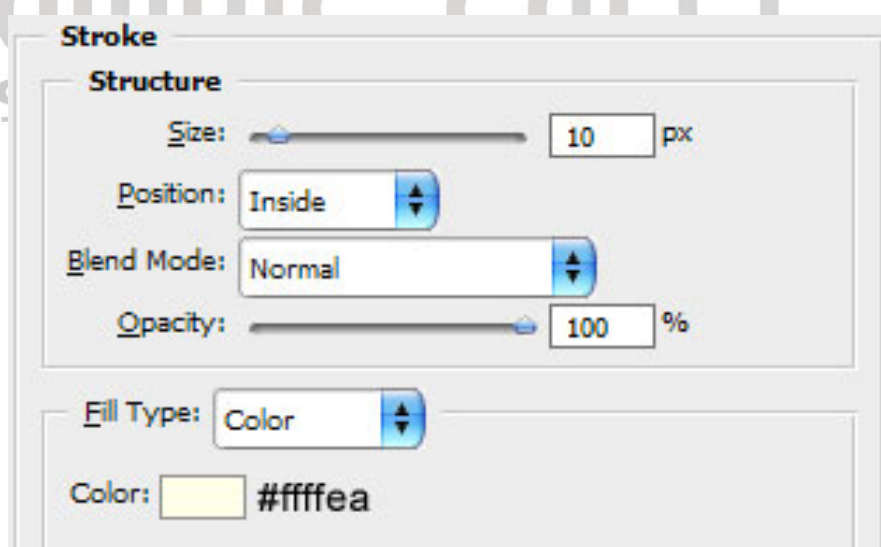 Stroke
Structure
Size: 10 px
Position: Inside
Blend Mode: Normal
Opacity: 100 %
Fill Type: Color
Color: #ffffea